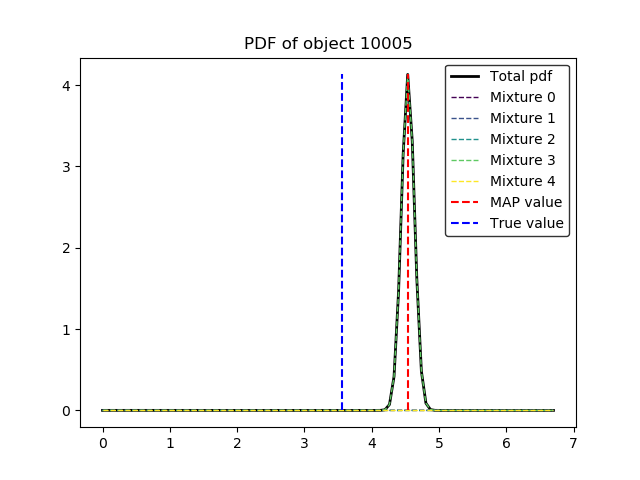 PDF of object 10005
4
3
2
1
0
0 1 2 3 4 5 6 7
Total pdf
Mixture 0
Mixture 1
Mixture 2
Mixture 3
Mixture 4
MAP value
True value